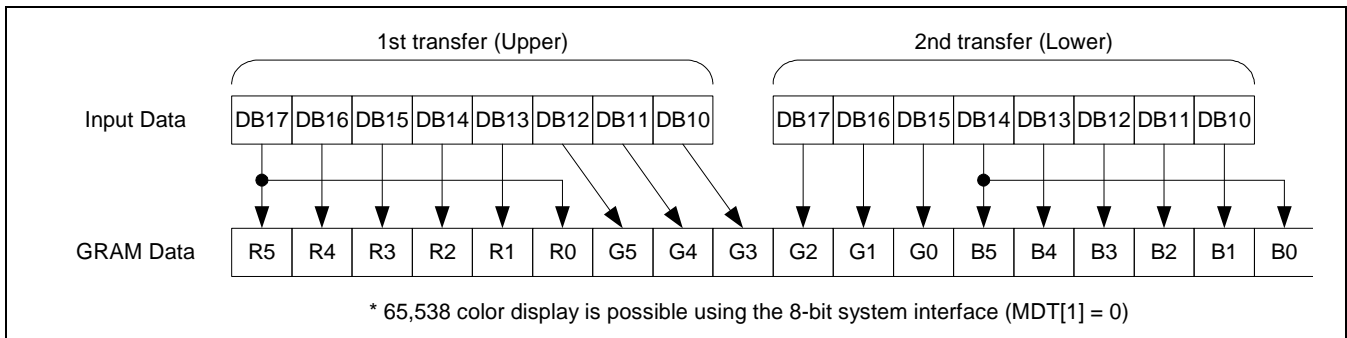 1st transfer (Upper) 2nd transfer (Lower)
Input Data DB17 DB16 DB15 DB14 DB13 DB12 DB11 DB10 DB17 DB16 DB15 DB14 DB13 DB12 DB11 DB10
GRAM Data R5 R4 R3 R2 R1 R0 G5 G4 G3 G2 G1 G0 B5 B4 B3 B2 B1 B0
* 65,538 color display is possible using the 8-bit system interface (MDT[1] = 0)